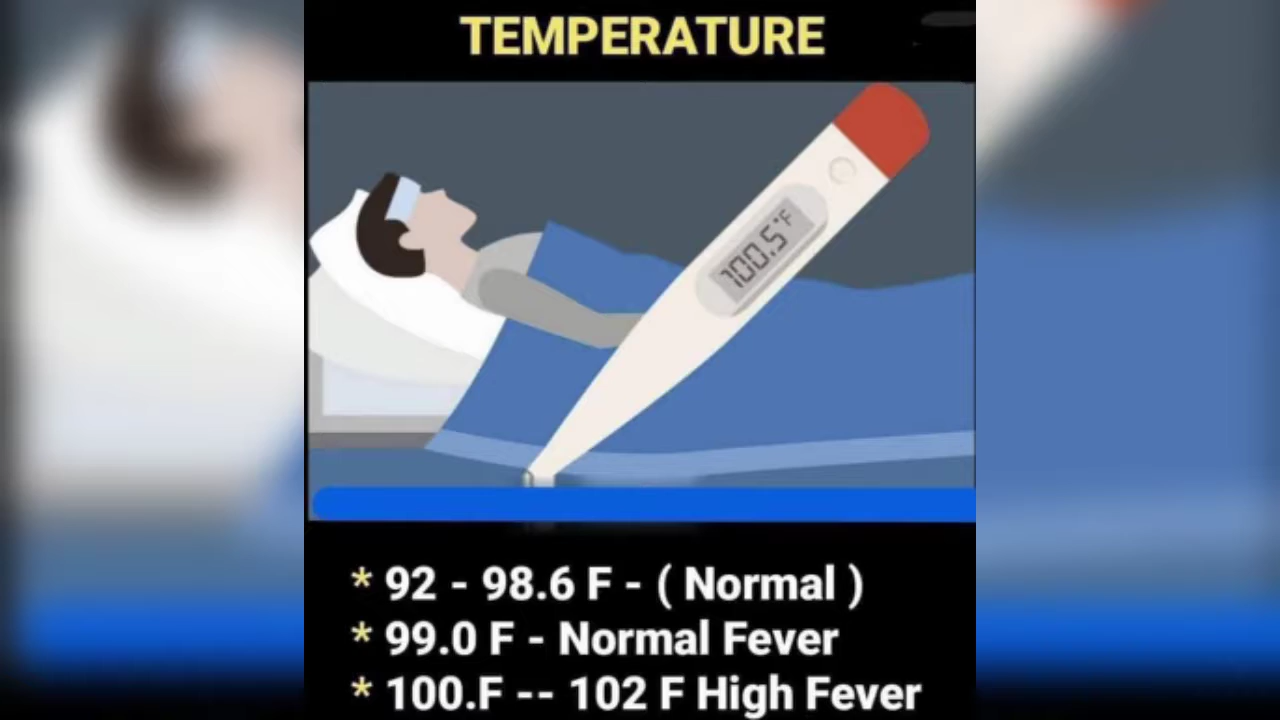 TEMPERATURE
100.5°F
* 92 - 98.6 F - ( Normal )
* 99.0 F - Normal Fever
* 100.F -- 102 F High Fever